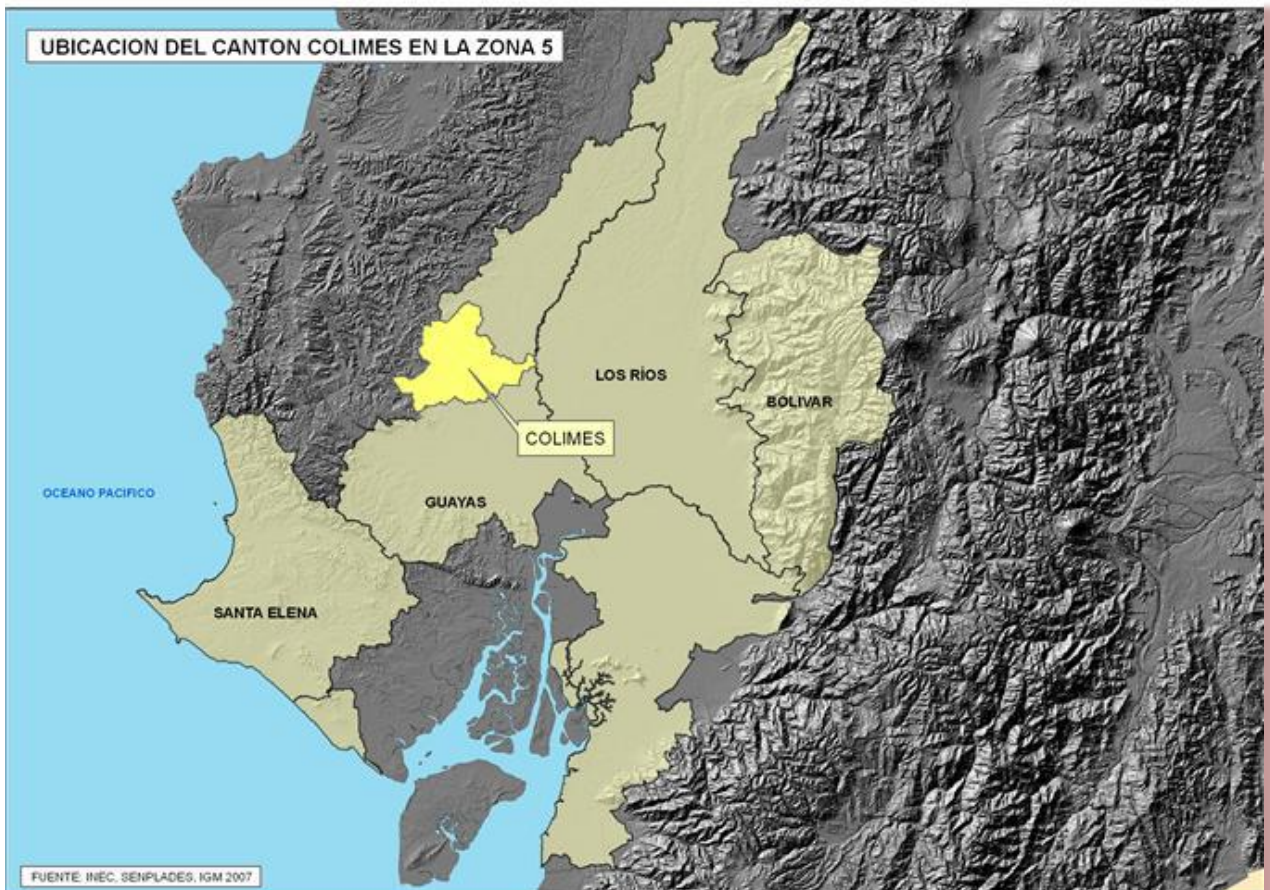 UBICACION DEL CANTON COLIMES EN LA ZONA 5
LOS RÍOS
BOLIVAR
COLIMES
OCEANO PACIFICO
GUAYAS
SANTA ELENA
FUENTE: INEC, SENPLADES, IGM 2007